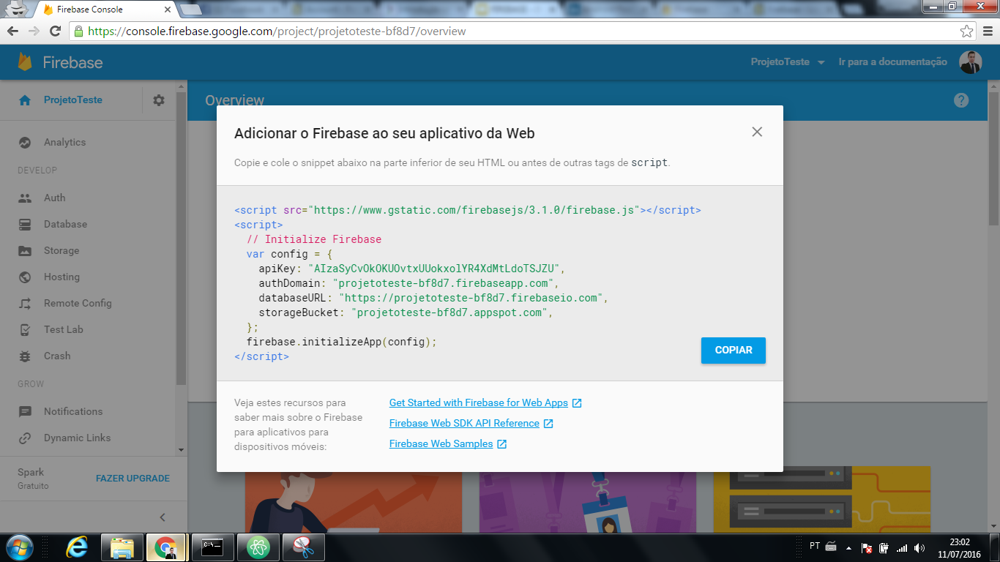 Firebase Console
https://console.firebase.google.com/project/projetoteste-bf8d7/overview
Firebase
ProjetoTeste
Ir para a documentação
ProjetoTeste
Overview
Analytics
DEVELOP
Auth
Database
Storage
Hosting
Remote Config
Test Lab
Crash
GROW
Notifications
Dynamic Links
Spark
Gratuito
FAZER UPGRADE
Adicionar o Firebase ao seu aplicativo da Web
Copie e cole o snippet abaixo na parte inferior de seu HTML ou antes de outras tags de script.
<script src="https://www.gstatic.com/firebasejs/3.1.0/firebase.js"></script>
<script>
// Initialize Firebase
var config = {
apiKey: "AIzaSyCvOkOKUOvtxUUokxolYR4XdMtLdoTSJZU",
authDomain: "projetoteste-bf8d7.firebaseapp.com",
databaseURL: "https://projetoteste-bf8d7.firebaseio.com",
storageBucket: "projetoteste-bf8d7.appspot.com",
};
firebase.initializeApp(config);
</script>
COPIAR
Veja estes recursos para
saber mais sobre o Firebase
para aplicativos para
dispositivos móveis:
Get Started with Firebase for Web Apps
Firebase Web SDK API Reference
Firebase Web Samples
PT
23:02
11/07/2016